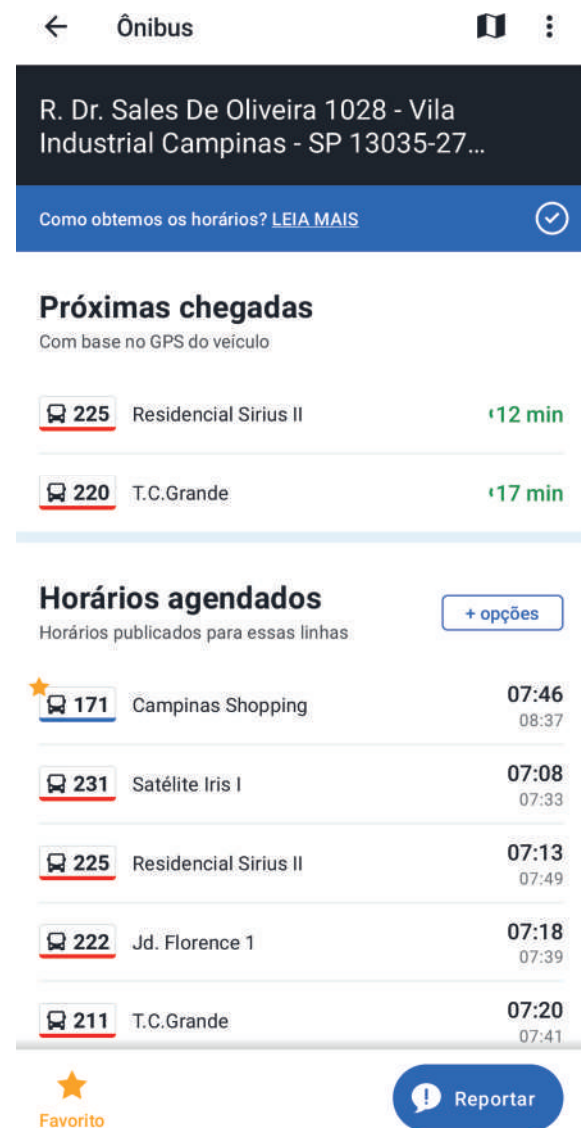 Ônibus
R. Dr. Sales De Oliveira 1028 - Vila
Industrial Campinas - SP 13035-27...
Como obtemos os horários? LEIA MAIS
Próximas chegadas
Com base no GPS do veículo
225 Residencial Sirius II 12 min
220 T.C.Grande 17 min
Horários agendados
+ opções
Horários publicados para essas linhas
171 Campinas Shopping 07:46
08:37
231 Satélite Iris I 07:08
07:33
225 Residencial Sirius II 07:13
07:49
222 Jd. Florence 1 07:18
07:39
211 T.C.Grande 07:20
07:41
Favorito
Reportar